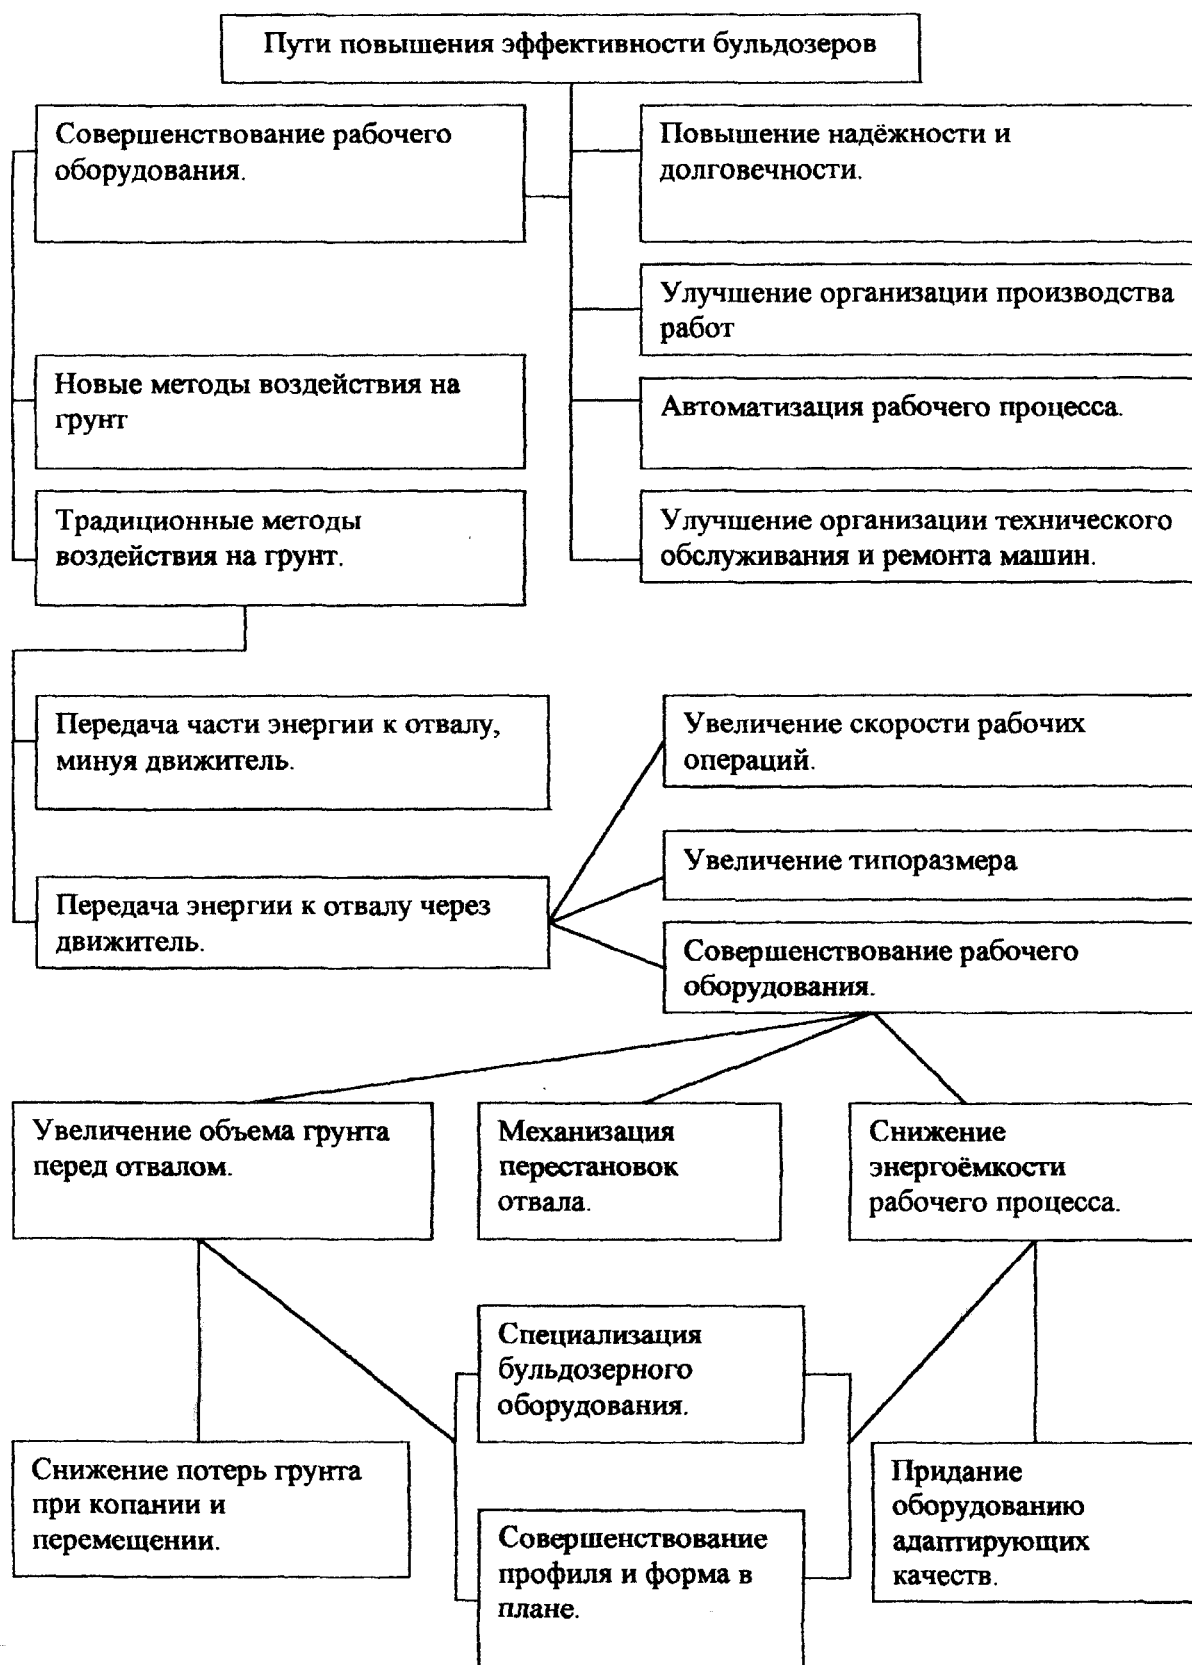 Пути повышения эффективности бульдозеров
Совершенствование рабочего
оборудования.
Повышение надёжности и
долговечности.
Улучшение организации производства
работ
Новые методы воздействия на
грунт
Автоматизация рабочего процесса.
Традиционные методы
воздействия на грунт.
Улучшение организации технического
обслуживания и ремонта машин.
Передача части энергии к отвалу,
минуя движитель.
Увеличение скорости рабочих
операций.
Увеличение типоразмера
Передача энергии к отвалу через
движитель.
Совершенствование рабочего
оборудования.
Увеличение объема грунта
перед отвалом.
Механизация
перестановок
отвала.
Снижение
энергоёмкости
рабочего процесса.
Специализация
бульдозерного
оборудования.
Снижение потерь грунта
при копании и
перемещении.
Совершенствование
профиля и форма в
плане.
Придание
оборудованию
адаптирующих
качеств.